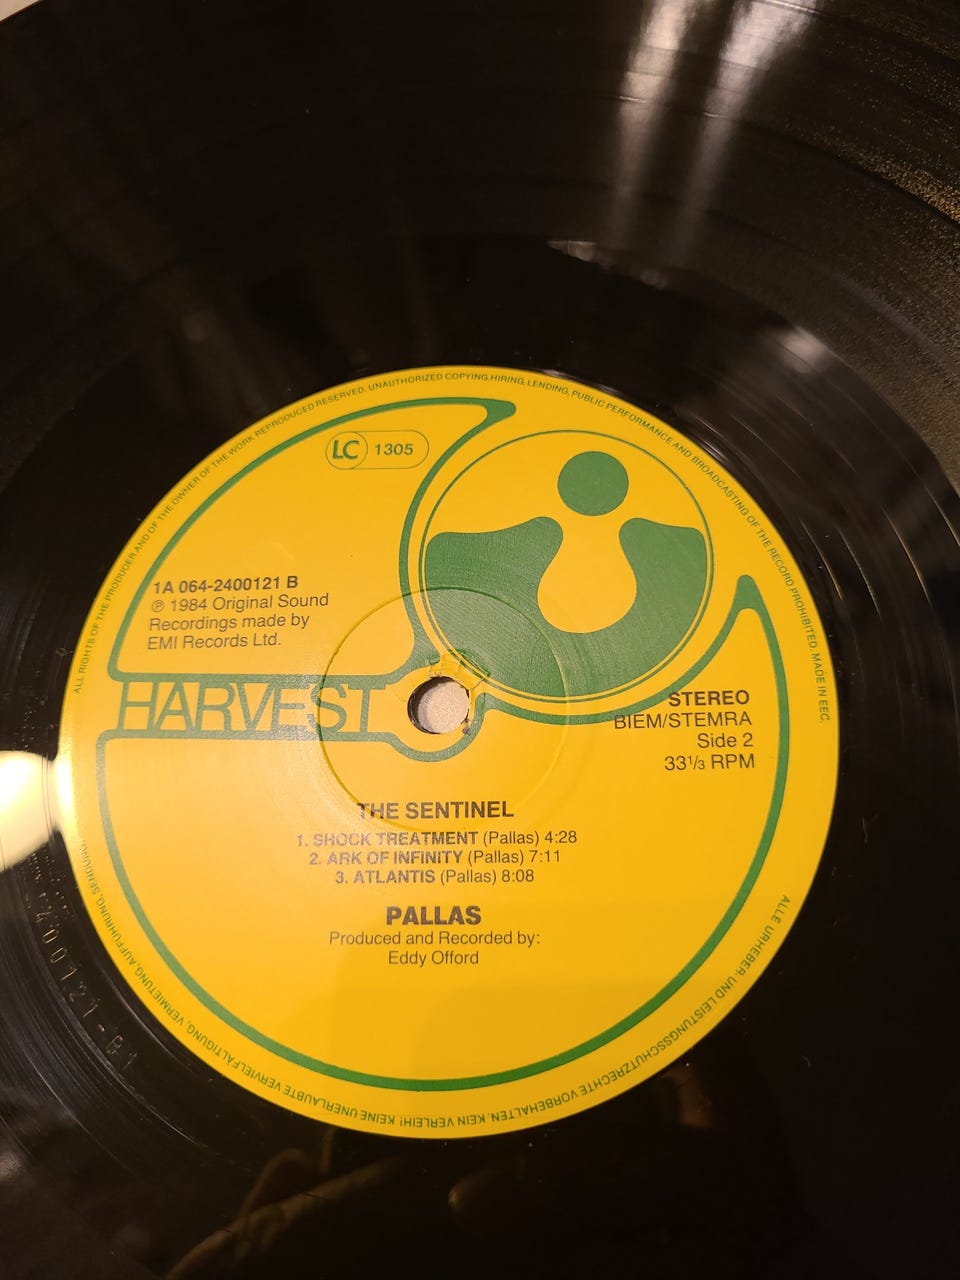 ALL RIGHTS OF THE PRODUCER AND OF THE OWNER OF THE WORK REPRODUCED RESERVED. UNAUTHORIZED COPYING, HIRING, LENDING, PUBLIC PERFORMANCE AND BROADCASTING OF THE RECORD PROHIBITED. MADE IN EEC.
LC 1305
1A 064-2400121 B
℗ 1984 Original Sound
Recordings made by
EMI Records Ltd.
HARVEST
STEREO
BIEM/STEMRA
Side 2
33 1/3 RPM
THE SENTINEL
1. SHOCK TREATMENT (Pallas) 4:28
2. ARK OF INFINITY (Pallas) 7:11
3. ATLANTIS (Pallas) 8:08
PALLAS
Produced and Recorded by:
Eddy Offord
ALLE URHEBER- UND LEISTUNGSSCHUTZRECHTE VORBEHALTEN. KEIN VERLEIH! KEINE UNERLAUBTE VERVIELFÄLTIGUNG, VERMIETUNG, AUFFÜHRUNG, SENDUNG.